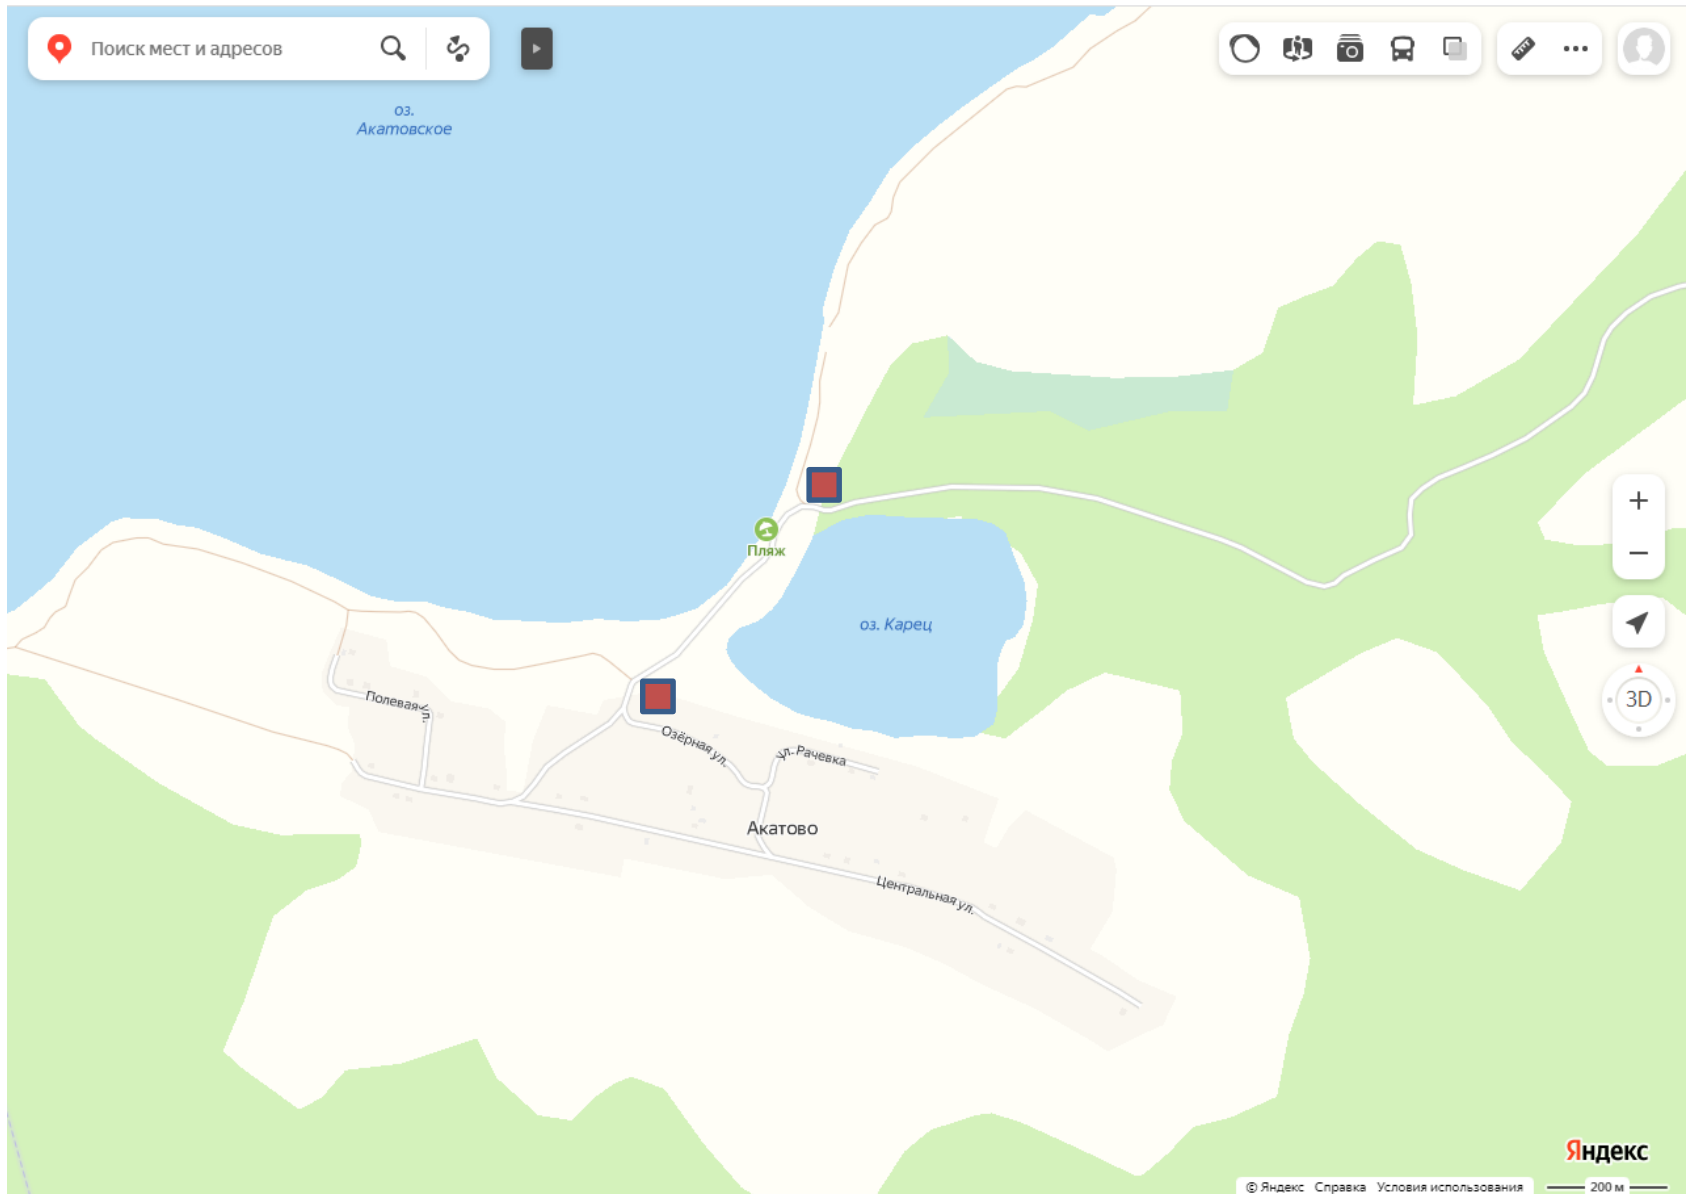 Поиск мест и адресов
оз.
Акатовское
Пляж
оз. Карец
Полевая ул.
Озёрная ул.
ул. Рачевка
Акатово
Центральная ул.
3D
Яндекс
© Яндекс Справка Условия использования 200 м